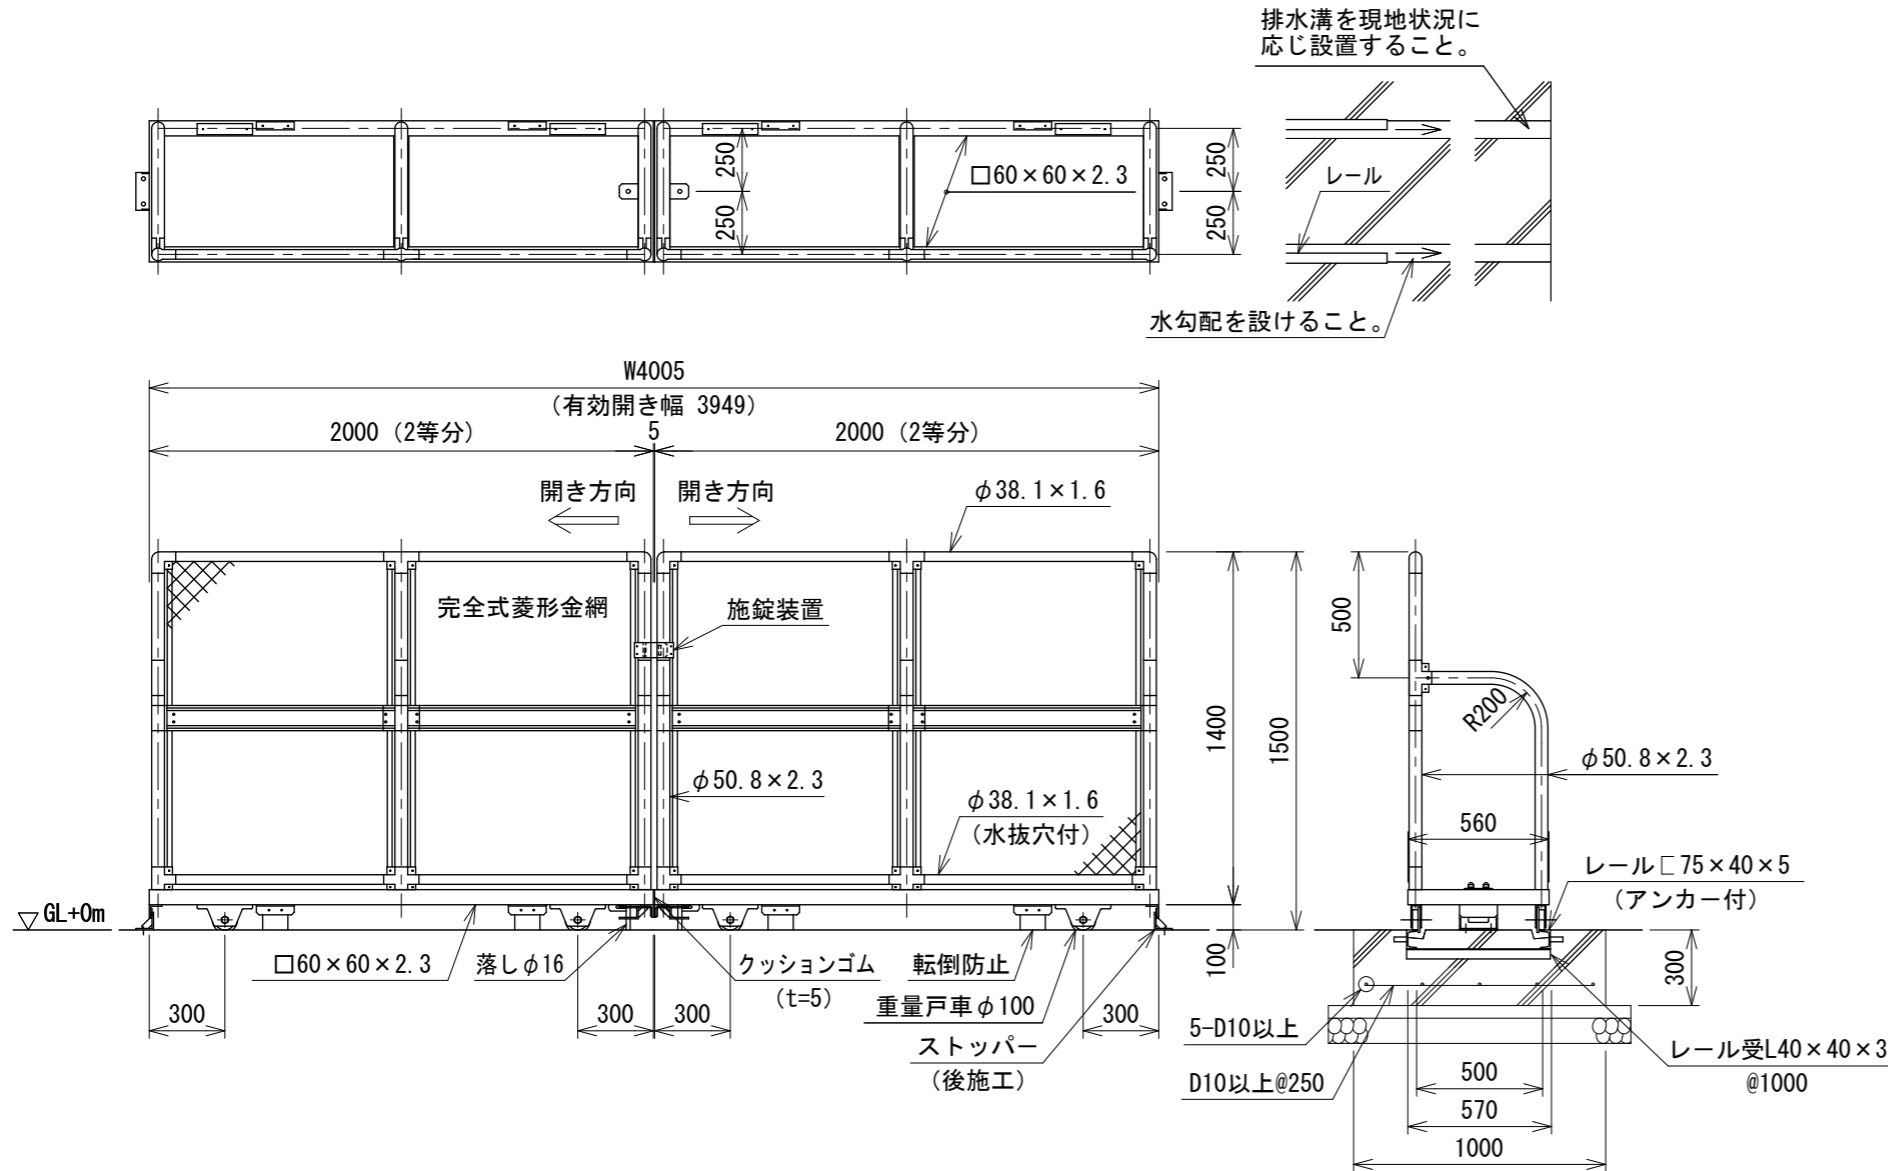 排水溝を現地状況に
応じ設置すること。
250
250
□60×60×2.3
250
250
レール
水勾配を設けること。
W4005
(有効開き幅 3949)
2000 (2等分)
5
2000 (2等分)
開き方向
開き方向
φ38.1×1.6
完全式菱形金網
施錠装置
500
R200
1400
1500
φ50.8×2.3
φ50.8×2.3
φ38.1×1.6
(水抜穴付)
560
レール⊏75×40×5
(アンカー付)
▽ GL+0m
□60×60×2.3
落しφ16
クッションゴム
(t=5)
転倒防止
重量戸車φ100
ストッパー
(後施工)
100
300
300
300
300
300
5-D10以上
D10以上@250
レール受L40×40×3
@1000
500
570
1000